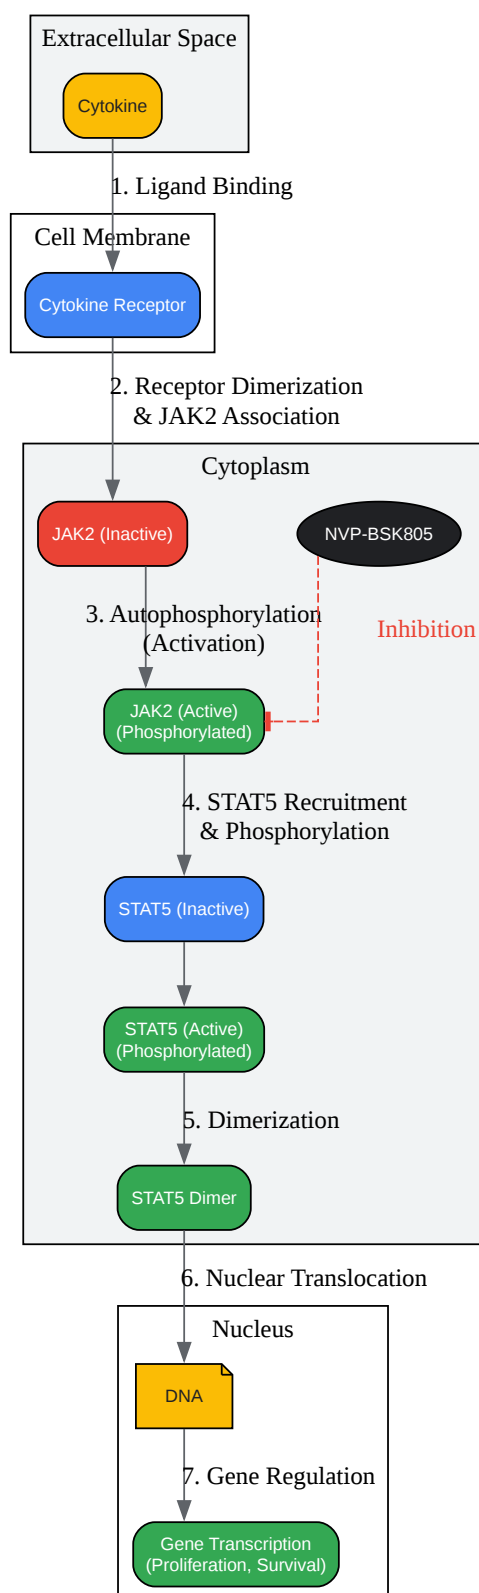 Extracellular Space
Cytokine
1. Ligand Binding
Cell Membrane
Cytokine Receptor
2. Receptor Dimerization
& JAK2 Association
Cytoplasm
JAK2 (Inactive)
NVP-BSK805
3. Autophosphorylation
(Activation)
Inhibition
JAK2 (Active)
(Phosphorylated)
4. STAT5 Recruitment
& Phosphorylation
STAT5 (Inactive)
STAT5 (Active)
(Phosphorylated)
5. Dimerization
STAT5 Dimer
6. Nuclear Translocation
Nucleus
DNA
7. Gene Regulation
Gene Transcription
(Proliferation, Survival)